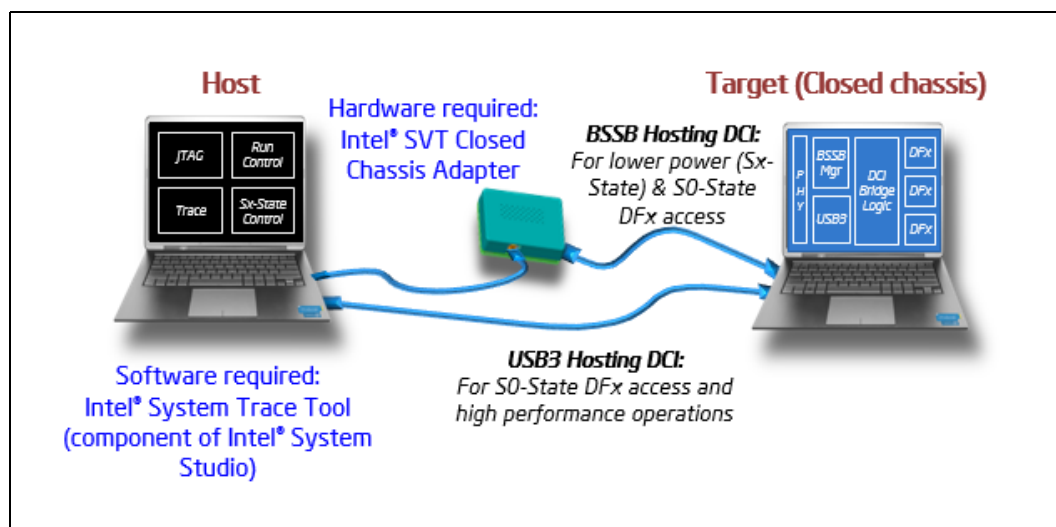 Host
Target (Closed chassis)
Hardware required:
Intel® SVT Closed
Chassis Adapter
BSSB Hosting DCI:
For lower power (Sx-
State) & S0-State
DFx access
JTAG
Run
Control
Trace
Sx-State
Control
P
H
Y
BSSB
Mgr
USB3
DCI
Bridge
Logic
DFx
DFx
DFx
USB3 Hosting DCI:
For S0-State DFx access and
high performance operations
Software required:
Intel® System Trace Tool
(component of Intel® System
Studio)